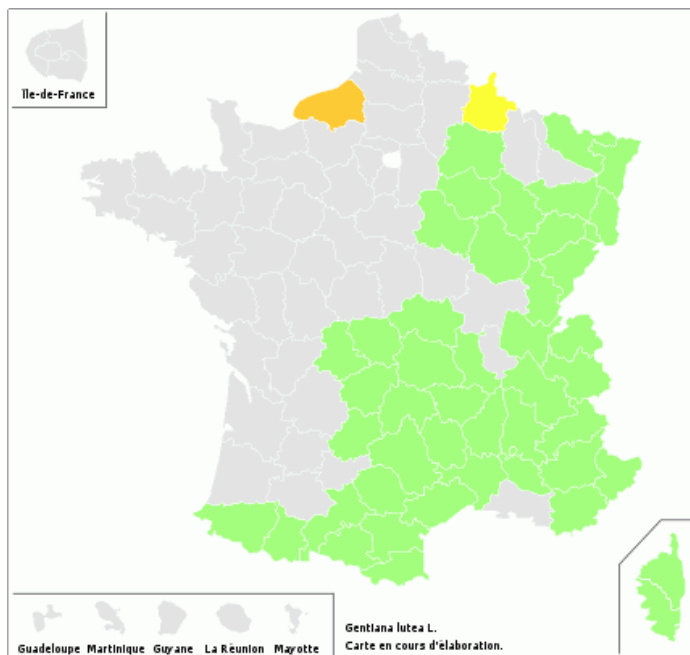 Île-de-France
Guadeloupe Martinique Guyane La Réunion Mayotte
Gentiana lutea L.
Carte en cours d'élaboration.